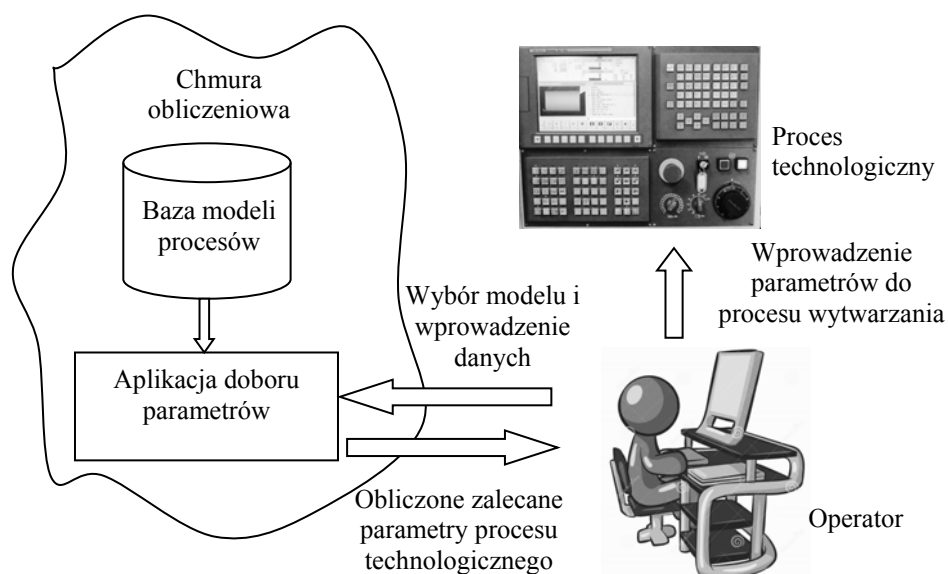 Chmura
obliczeniowa
Baza modeli
procesów
Aplikacja doboru
parametrów
Wybór modelu i
wprowadzenie
danych
Obliczone zalecane
parametry procesu
technologicznego
Proces
technologiczny
Wprowadzenie
parametrów do
procesu wytwarzania
Operator